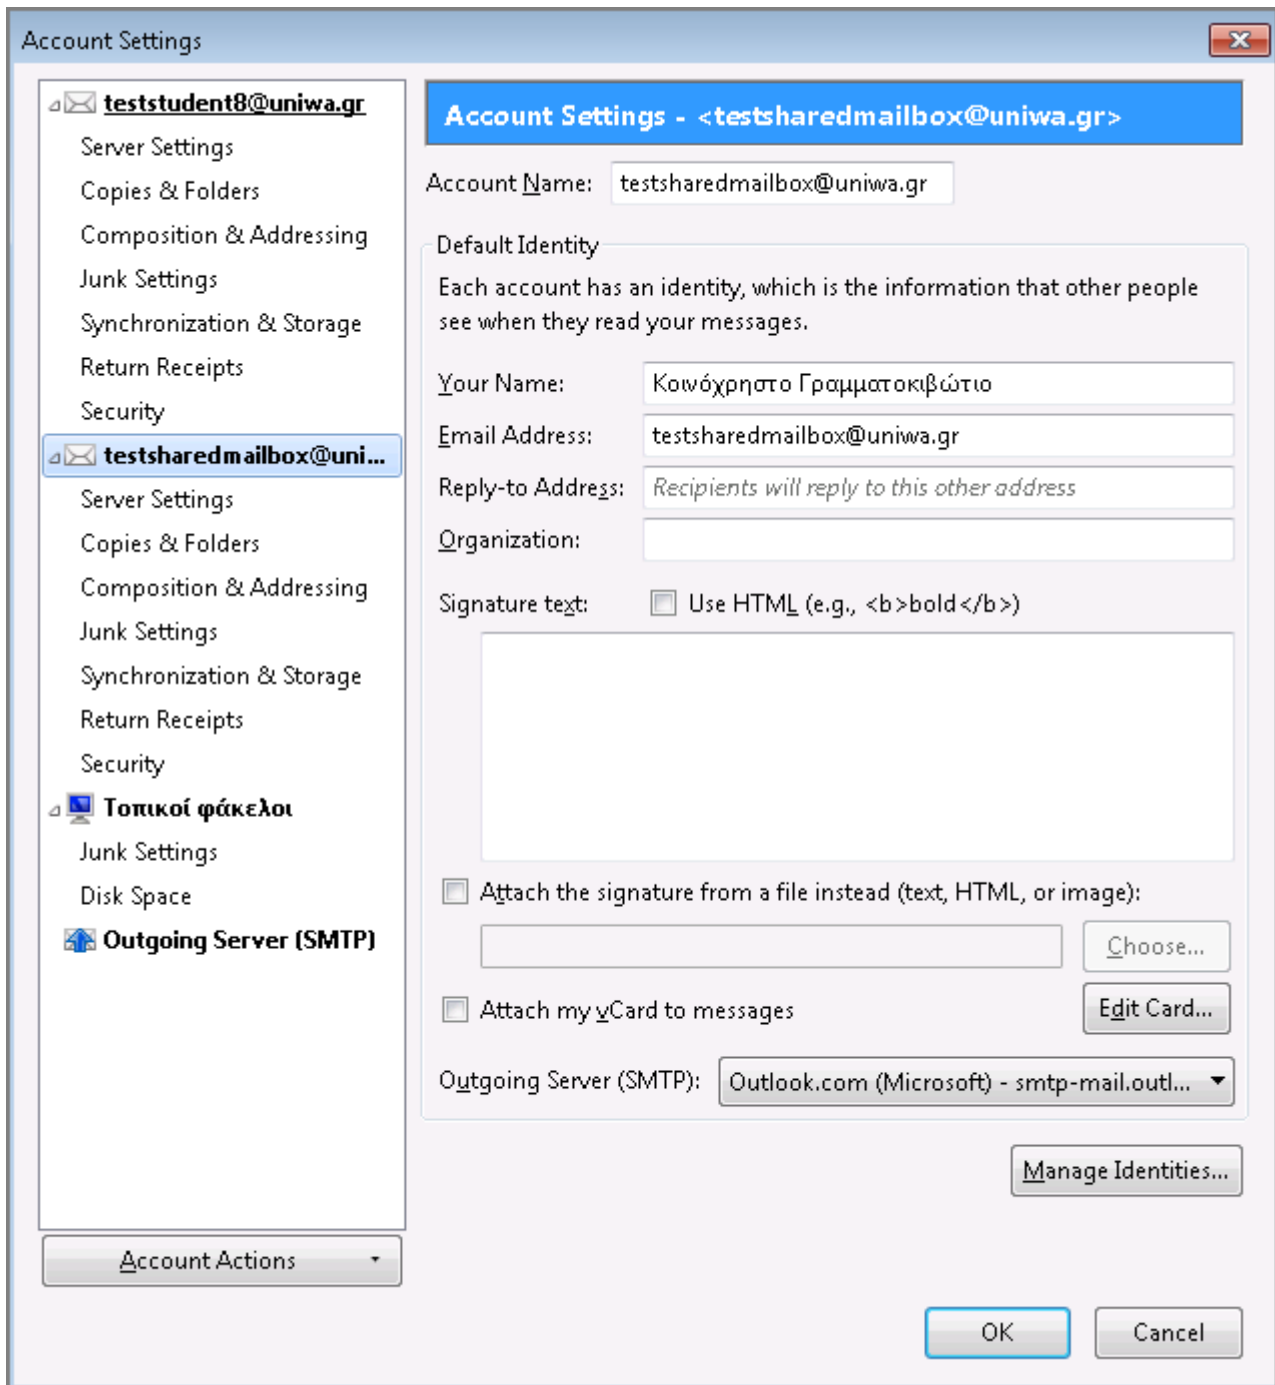 Account Settings
teststudent8@uniwa.gr
Server Settings
Copies & Folders
Composition & Addressing
Junk Settings
Synchronization & Storage
Return Receipts
Security
testsharedmailbox@uni...
Server Settings
Copies & Folders
Composition & Addressing
Junk Settings
Synchronization & Storage
Return Receipts
Security
Τοπικοί φάκελοι
Junk Settings
Disk Space
Outgoing Server (SMTP)
Account Actions
Account Settings - <testsharedmailbox@uniwa.gr>
Account Name: testsharedmailbox@uniwa.gr
Default Identity
Each account has an identity, which is the information that other people
see when they read your messages.
Your Name: Κοινόχρηστο Γραμματοκιβώτιο
Email Address: testsharedmailbox@uniwa.gr
Reply-to Address: Recipients will reply to this other address
Organization:
Signature text: Use HTML (e.g., <b>bold</b>)
Attach the signature from a file instead (text, HTML, or image):
Choose...
Attach my vCard to messages Edit Card...
Outgoing Server (SMTP): Outlook.com (Microsoft) - smtp-mail.outl...
Manage Identities...
OK Cancel